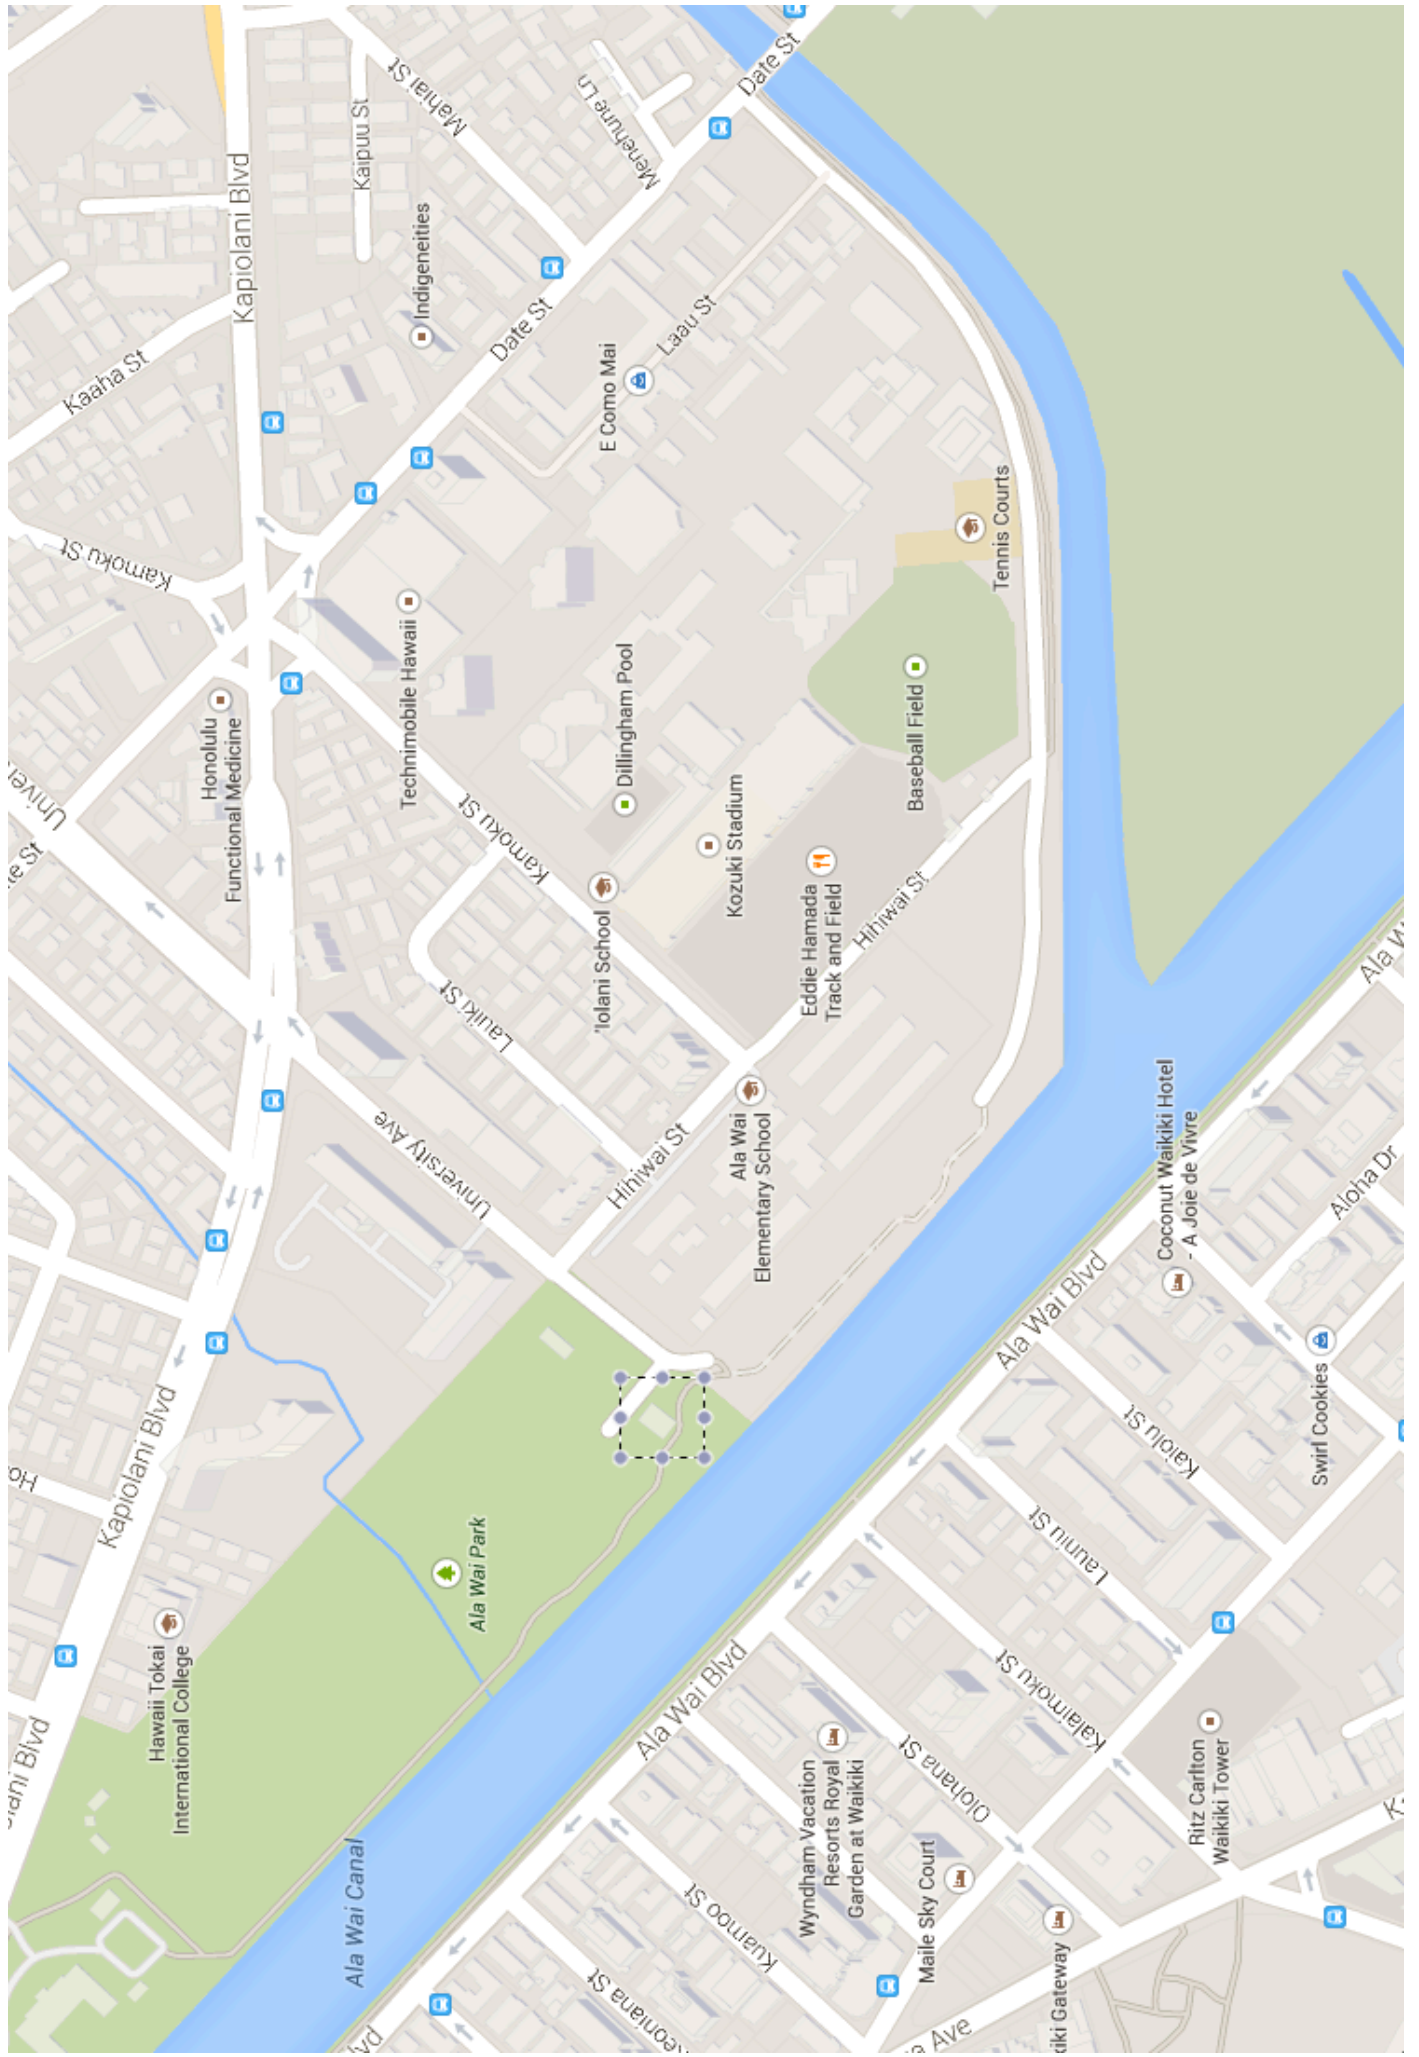 Date St
Mahiai St
Kaipuu St
Menehune Ln
Kapiolani Blvd
Indigeneities
Date St
Laau St
E Como Mai
Kaaha St
Kamoku St
Tennis Courts
Technimobile Hawaii
Honolulu
Functional Medicine
Dillingham Pool
Baseball Field
Kamoku St
Kozuki Stadium
'Iolani School
Eddie Hamada
Track and Field
Hihiwai St
Lauiki St
University Ave
Hihiwai St
Ala Wai
Elementary School
Coconut Waikiki Hotel
- A Joie de Vivre
Aloha Dr
Ala Wai Blvd
Swirl Cookies
Kaiolu St
Launiu St
Kapiolani Blvd
Ala Wai Park
Hawaii Tokai
International College
Ala Wai Blvd
Kalaimoku St
Olohana St
Wyndham Vacation
Resorts Royal
Garden at Waikiki
Ritz Carlton
Waikiki Tower
Maile Sky Court
Kuamoo St
Ala Wai Canal